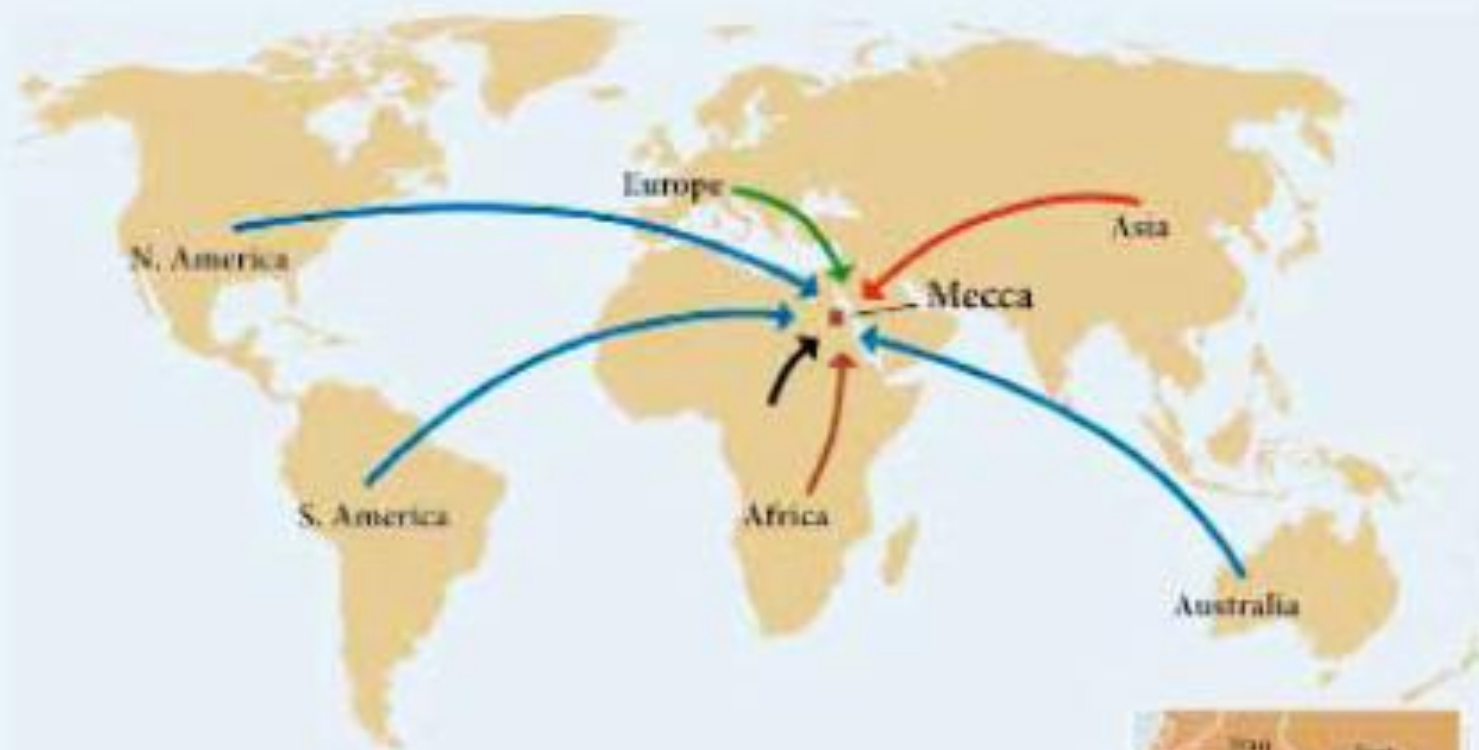 Europe
Asia
N. America
Mecca
S. America
Africa
Australia